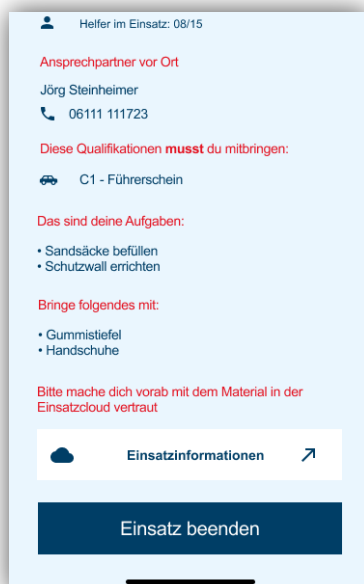 Helfer im Einsatz: 08/15
Ansprechpartner vor Ort
Jörg Steinheimer
06111 111723
Diese Qualifikationen musst du mitbringen:
C1 - Führerschein
Das sind deine Aufgaben:
• Sandsäcke befüllen
• Schutzwall errichten
Bringe folgendes mit:
• Gummistiefel
• Handschuhe
Bitte mache dich vorab mit dem Material in der
Einsatzcloud vertraut
Einsatzinformationen
Einsatz beenden